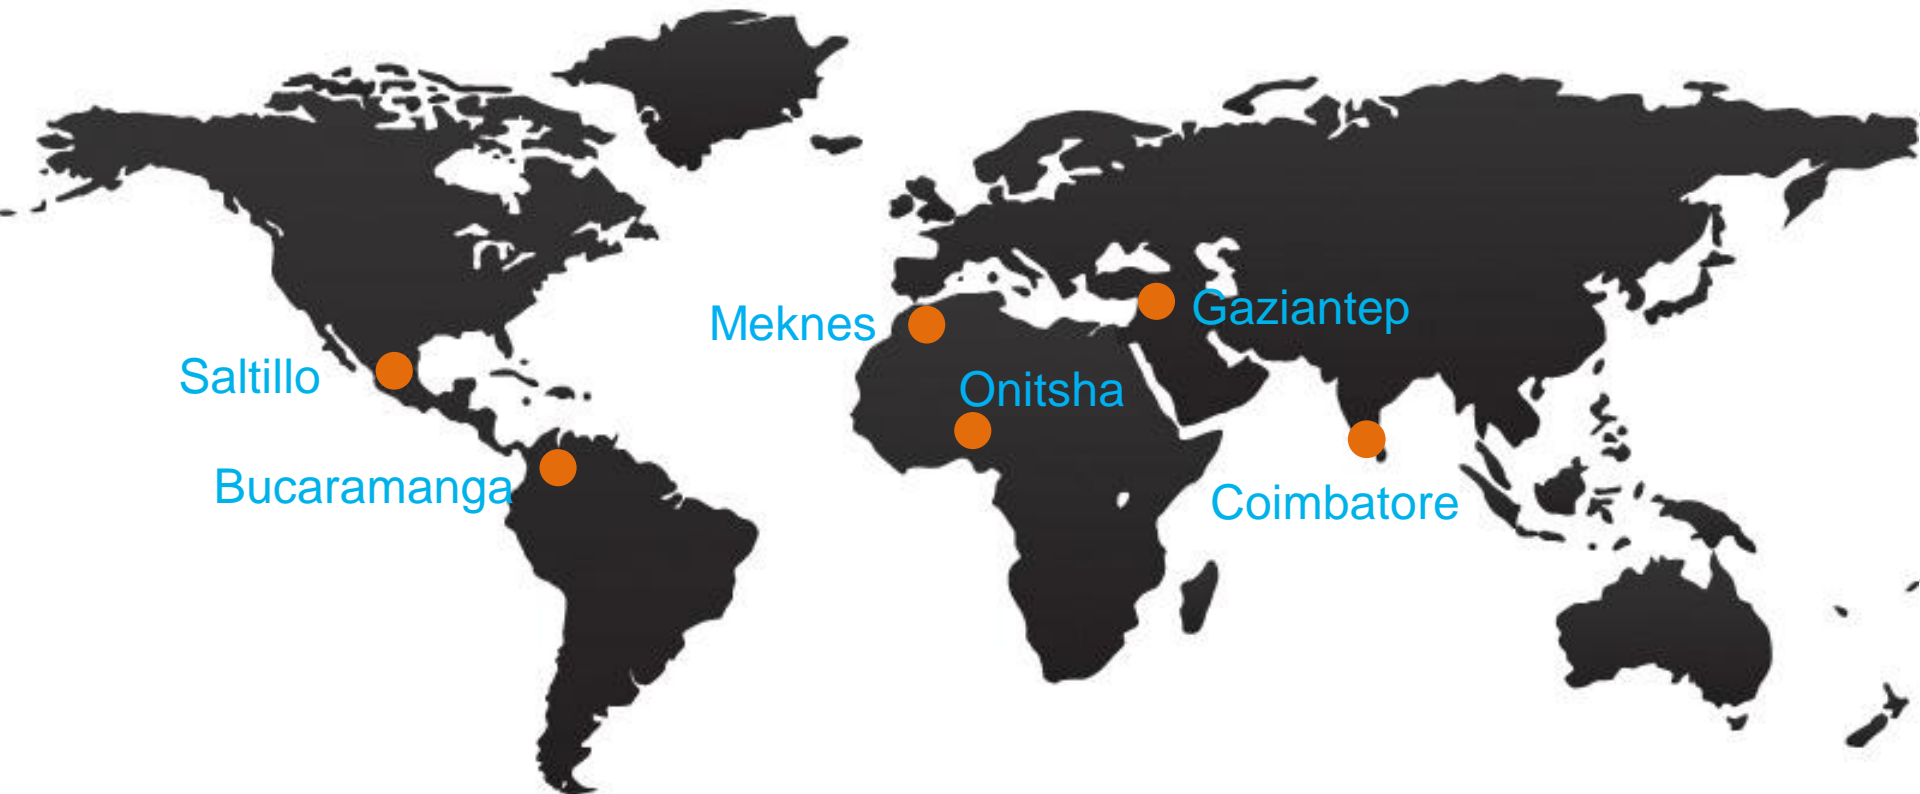 Gaziantep
Meknes
Saltillo
Onitsha
Bucaramanga
Coimbatore